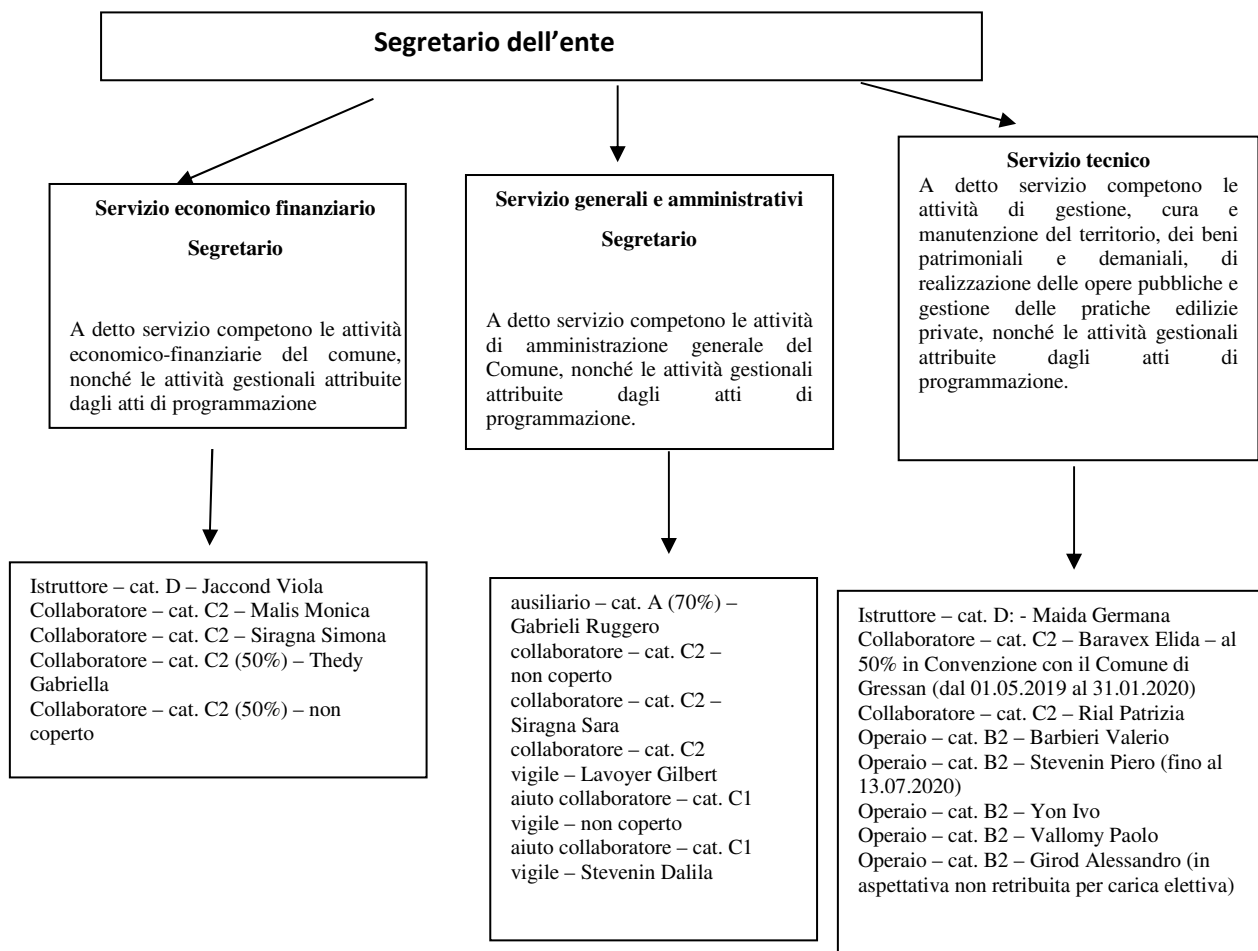 Segretario dell'ente
Servizio economico finanziario
Segretario
A detto servizio competono le attività
economico-finanziarie del comune,
nonché le attività gestionali attribuite
dagli atti di programmazione
Servizio generali e amministrativi
Segretario
A detto servizio competono le attività
di amministrazione generale del
Comune, nonché le attività gestionali
attribuite dagli atti di
programmazione.
Servizio tecnico
A detto servizio competono le
attività di gestione, cura e
manutenzione del territorio, dei beni
patrimoniali e demaniali, di
realizzazione delle opere pubbliche e
gestione delle pratiche edilizie
private, nonché le attività gestionali
attribuite dagli atti di
programmazione.
Istruttore – cat. D – Jaccond Viola
Collaboratore – cat. C2 – Malis Monica
Collaboratore – cat. C2 – Siragna Simona
Collaboratore – cat. C2 (50%) – Thedy
Gabriella
Collaboratore – cat. C2 (50%) – non
coperto
ausiliario – cat. A (70%) –
Gabrieli Ruggero
collaboratore – cat. C2 –
non coperto
collaboratore – cat. C2 –
Siragna Sara
collaboratore – cat. C2
vigile – Lavoyer Gilbert
aiuto collaboratore – cat. C1
vigile – non coperto
aiuto collaboratore – cat. C1
vigile – Stevenin Dalila
Istruttore – cat. D: - Maida Germana
Collaboratore – cat. C2 – Baravex Elida – al
50% in Convenzione con il Comune di
Gressan (dal 01.05.2019 al 31.01.2020)
Collaboratore – cat. C2 – Rial Patrizia
Operaio – cat. B2 – Barbieri Valerio
Operaio – cat. B2 – Stevenin Piero (fino al
13.07.2020)
Operaio – cat. B2 – Yon Ivo
Operaio – cat. B2 – Vallomy Paolo
Operaio – cat. B2 – Girod Alessandro (in
aspettativa non retribuita per carica elettiva)